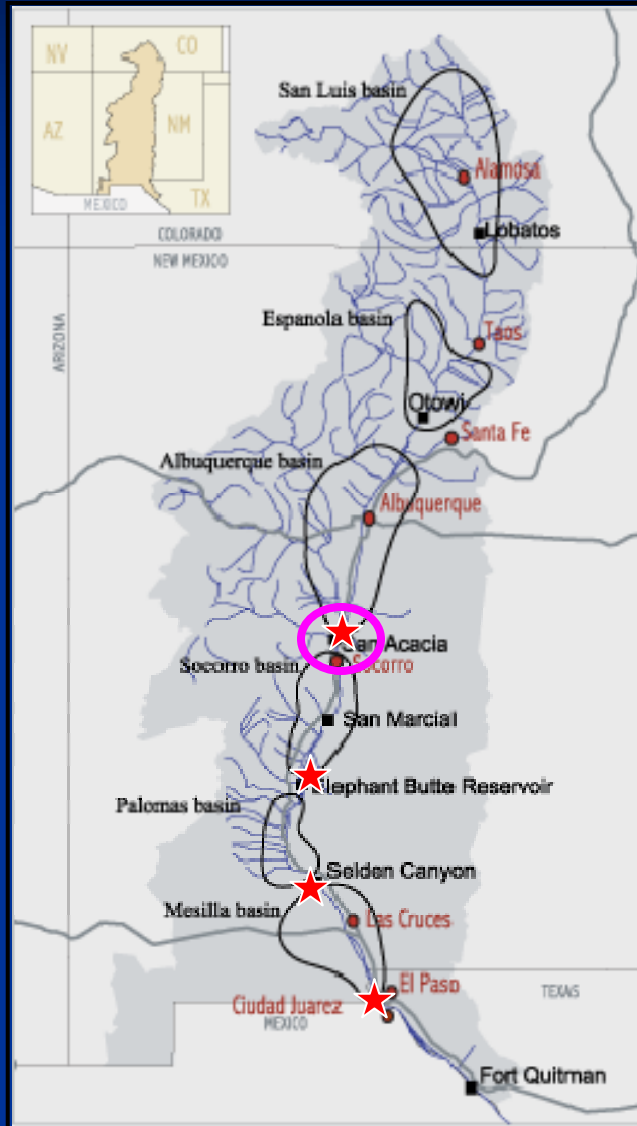 NV
CO
AZ
NM
TX
MEXICO
San Luis basin
Alamosa
Lobatos
COLORADO
NEW MEXICO
ARIZONA
Espanola basin
Taos
Otowi
Santa Fe
Albuquerque basin
Albuquerque
San Acacia
Socorro basin
Socorro
San Marcial
Elephant Butte Reservoir
Palomas basin
Selden Canyon
Mesilla basin
Las Cruces
El Paso
TEXAS
Ciudad Juarez
MEXICO
Fort Quitman